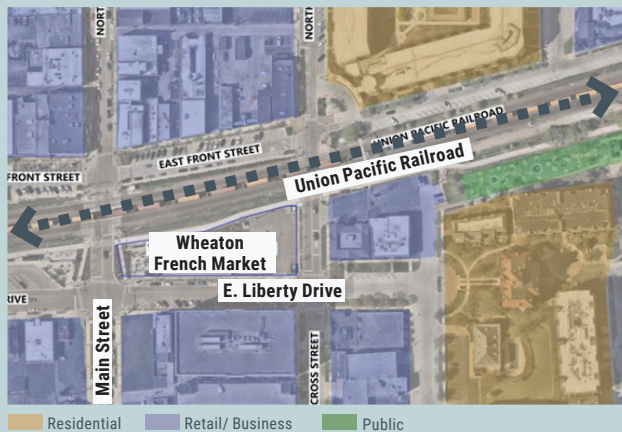 NORT
NORTH
UNION PACIFIC RAILROAD
EAST FRONT STREET
FRONT STREET
Union Pacific Railroad
Wheaton
French Market
E. Liberty Drive
RIVE
Main Street
CROSS STREET
Residential
Retail/ Business
Public